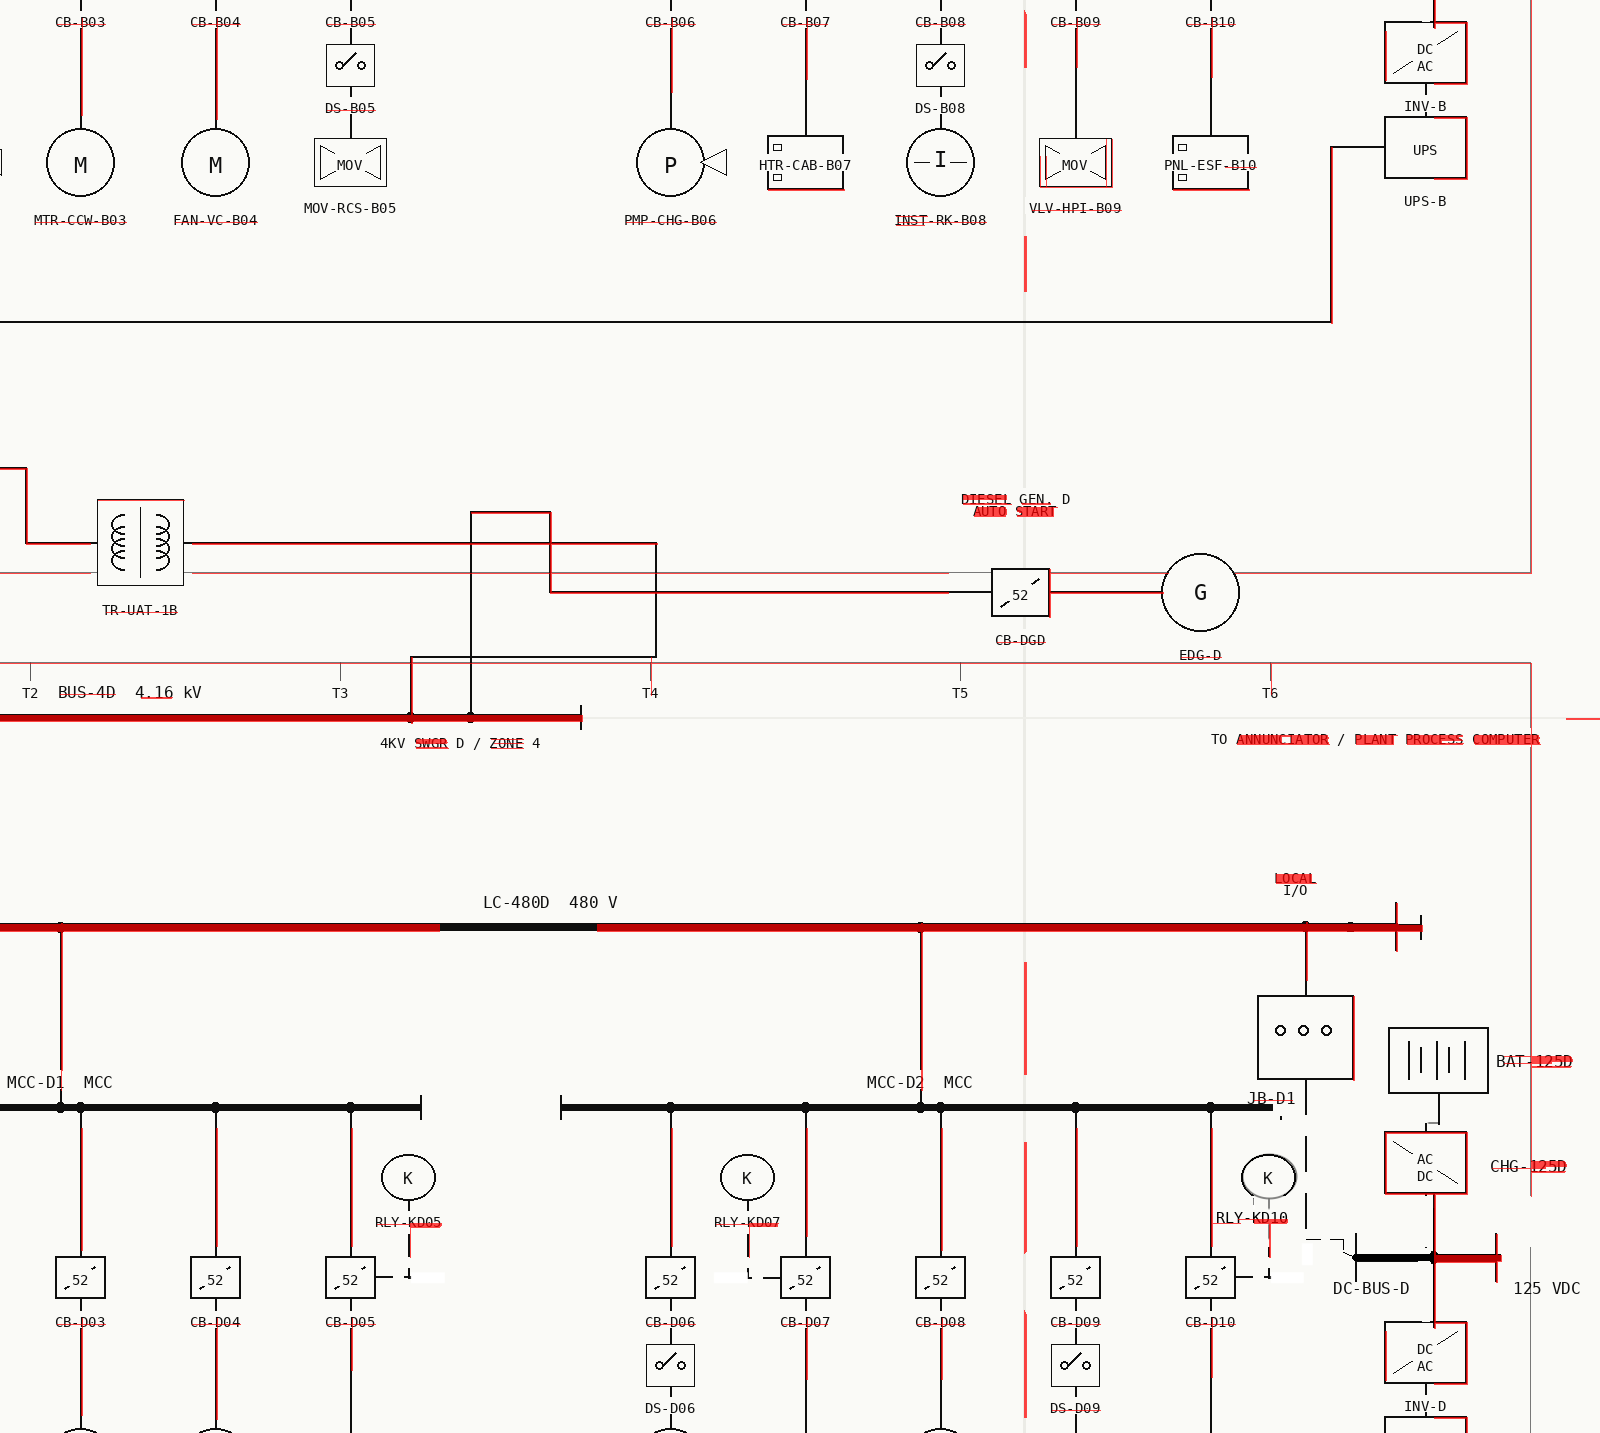 CB-B03 CB-B04 CB-B05 CB-B06 CB-B07 CB-B08 CB-B09 CB-B10
DC
AC
DS-B05 DS-B08 INV-B
M M MOV P HTR-CAB-B07 I MOV PNL-ESF-B10 UPS
MOV-RCS-B05 VLV-HPI-B09 UPS-B
MTR-CCW-B03 FAN-VC-B04 PMP-CHG-B06 INST-RK-B08
DIESEL GEN. D
AUTO START
52 G
TR-UAT-1B CB-DGD
EDG-D
T2 BUS-4D 4.16 kV T3 T4 T5 T6
4KV SWGR D / ZONE 4 TO ANNUNCIATOR / PLANT PROCESS COMPUTER
LOCAL
I/O
LC-480D 480 V
BAT-125D
MCC-D1 MCC MCC-D2 MCC
JB-D1
AC
DC
CHG-125D
K K K
RLY-KD05 RLY-KD07 RLY-KD10
52 52 52 52 52 52 52 52
DC-BUS-D 125 VDC
CB-D03 CB-D04 CB-D05 CB-D06 CB-D07 CB-D08 CB-D09 CB-D10
DC
AC
DS-D06 DS-D09 INV-D